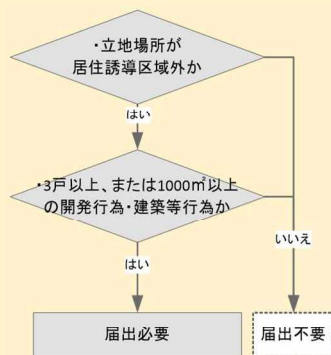 ・立地場所が
居住誘導区域外か
はい
・3戸以上、または1000㎡以上
の開発行為・建築等行為か
いいえ
はい
届出必要
届出不要